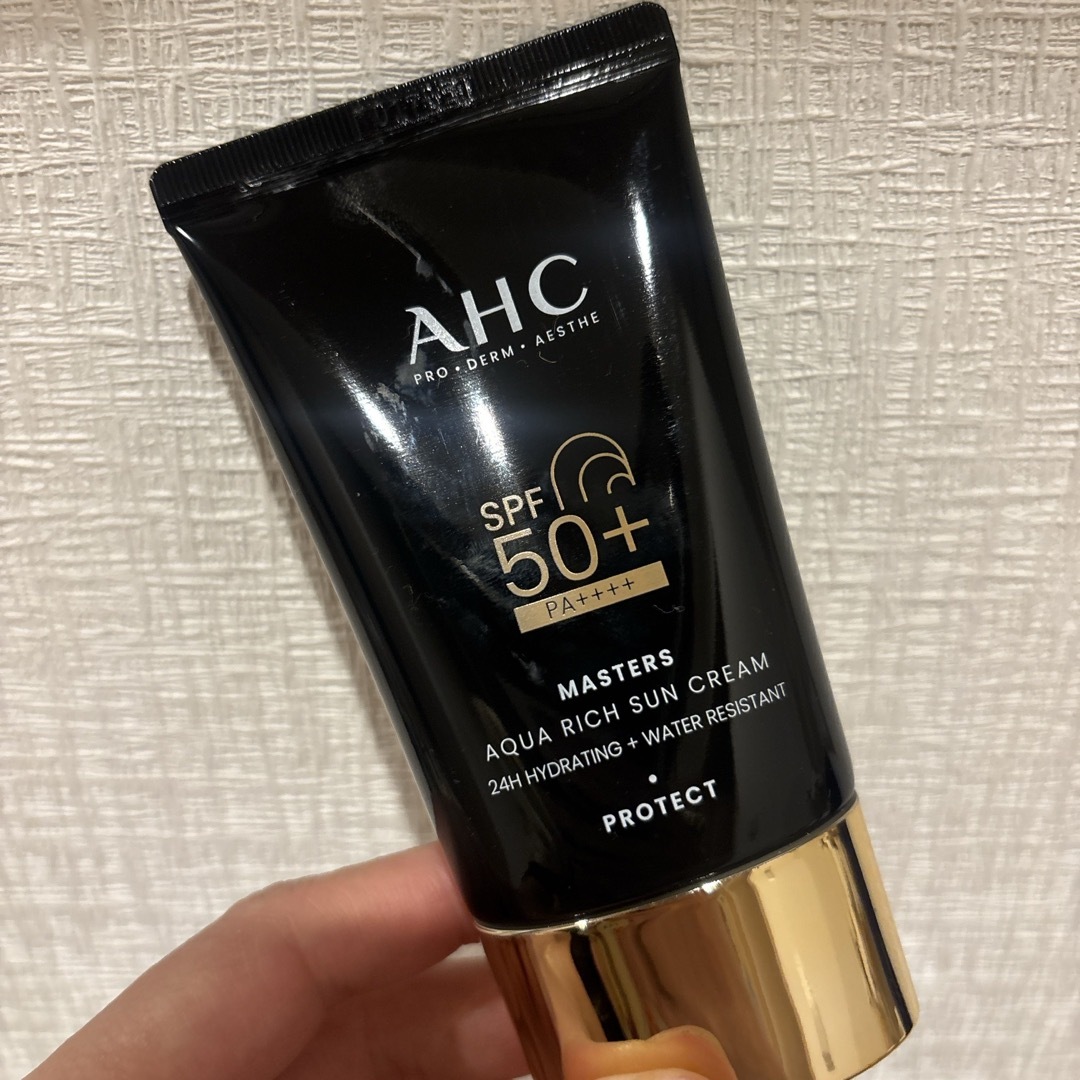 AHC
PRO • DERM • AESTHE
SPF
50+
PA++++
MASTERS
AQUA RICH SUN CREAM
24H HYDRATING + WATER RESISTANT
•
PROTECT